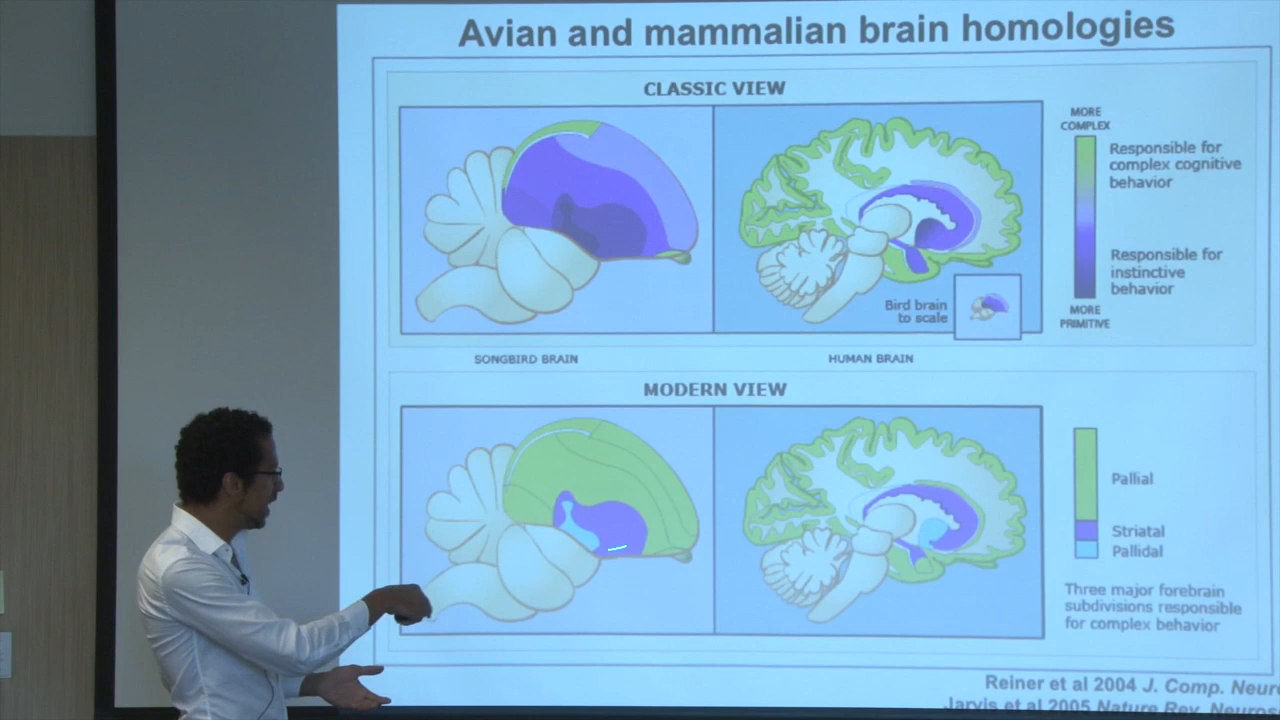 Avian and mammalian brain homologies
CLASSIC VIEW
MORE
COMPLEX
Responsible for
complex cognitive
behavior
Responsible for
instinctive
behavior
MORE
PRIMITIVE
Bird brain
to scale
SONGBIRD BRAIN
HUMAN BRAIN
MODERN VIEW
Pallial
Striatal
Pallidal
Three major forebrain
subdivisions responsible
for complex behavior
Reiner et al 2004 J. Comp. Neuro
Jarvis et al 2005 Nature Rev. Neuros